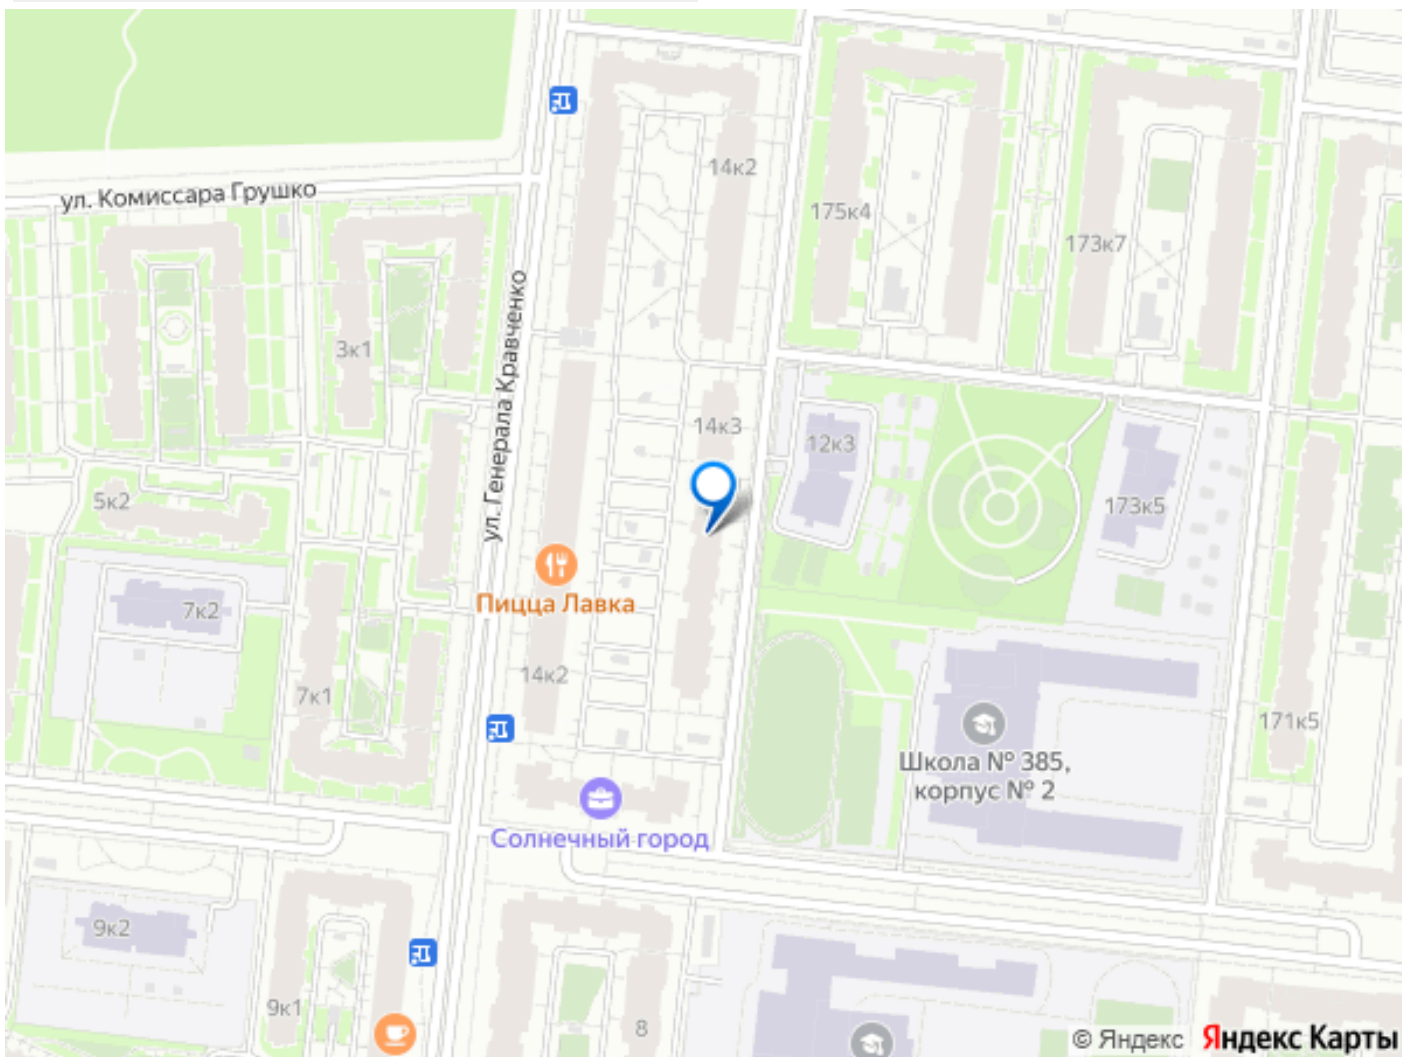 14к2
ул. Комиссара Грушко
175к4
173к7
ул. Генерала Кравченко
3к1
14к3
12к3
5к2
173к5
Пицца Лавка
7к2
14к2
7к1
171к5
Школа № 385,
корпус № 2
Солнечный город
9к2
9к1
8
© Яндекс Яндекс Карты